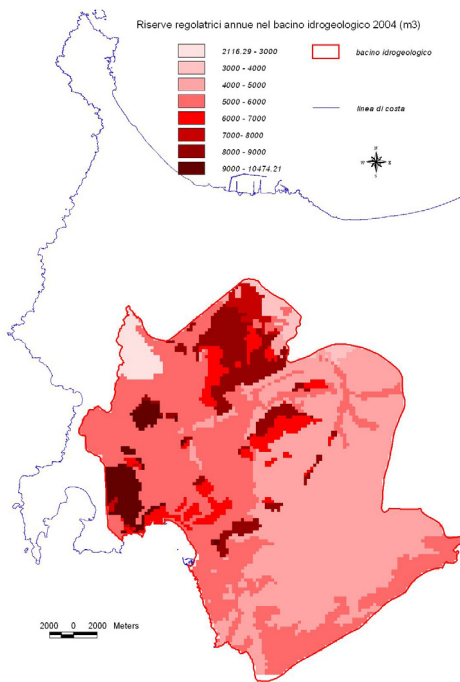 Riserve regolatrici annue nel bacino idrogeologico 2004 (m3)
2116.29 - 3000
3000 - 4000
4000 - 5000
5000 - 6000
6000 - 7000
7000- 8000
8000 - 9000
9000 - 10474.21
bacino idrogeologico
linea di costa
N
W E
S
2000 0 2000 Meters